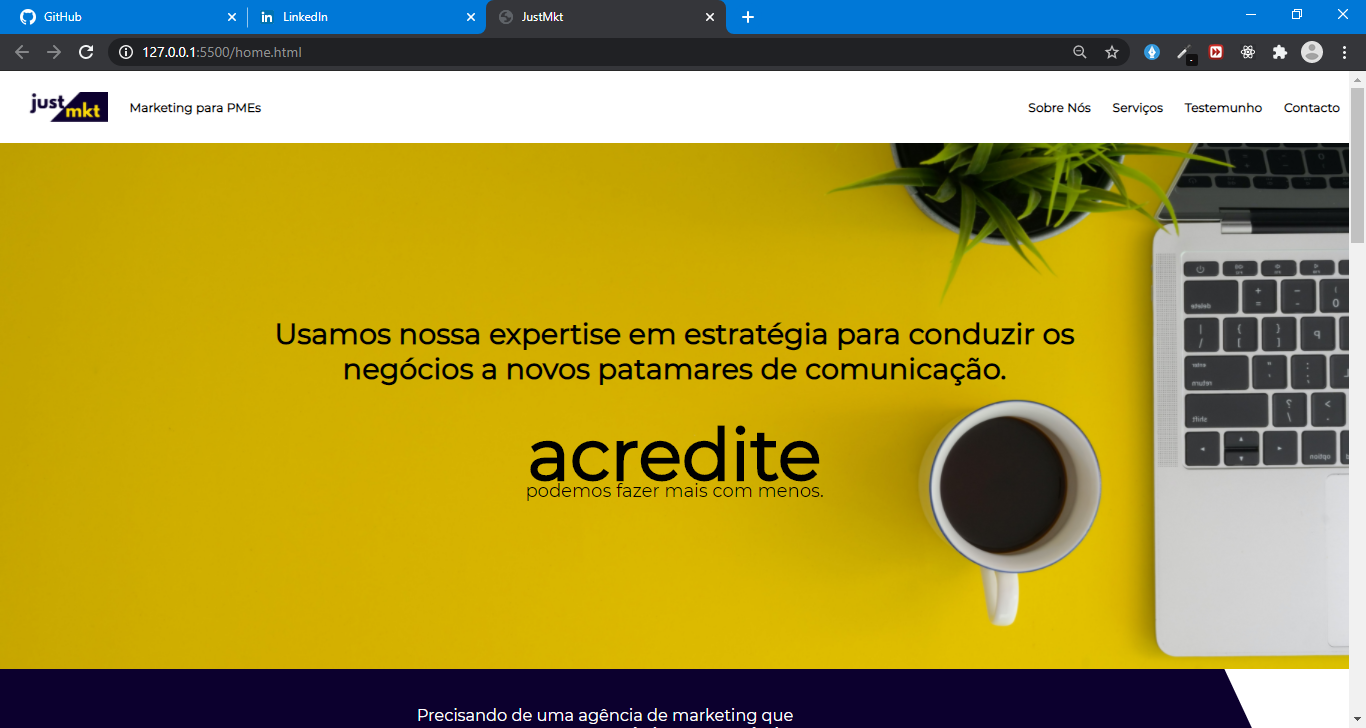 GitHub
LinkedIn
JustMkt
127.0.0.1:5500/home.html
just mkt
Marketing para PMEs
Sobre Nós
Serviços
Testemunho
Contacto
Usamos nossa expertise em estratégia para conduzir os
negócios a novos patamares de comunicação.
acredite
podemos fazer mais com menos.
Precisando de uma agência de marketing que